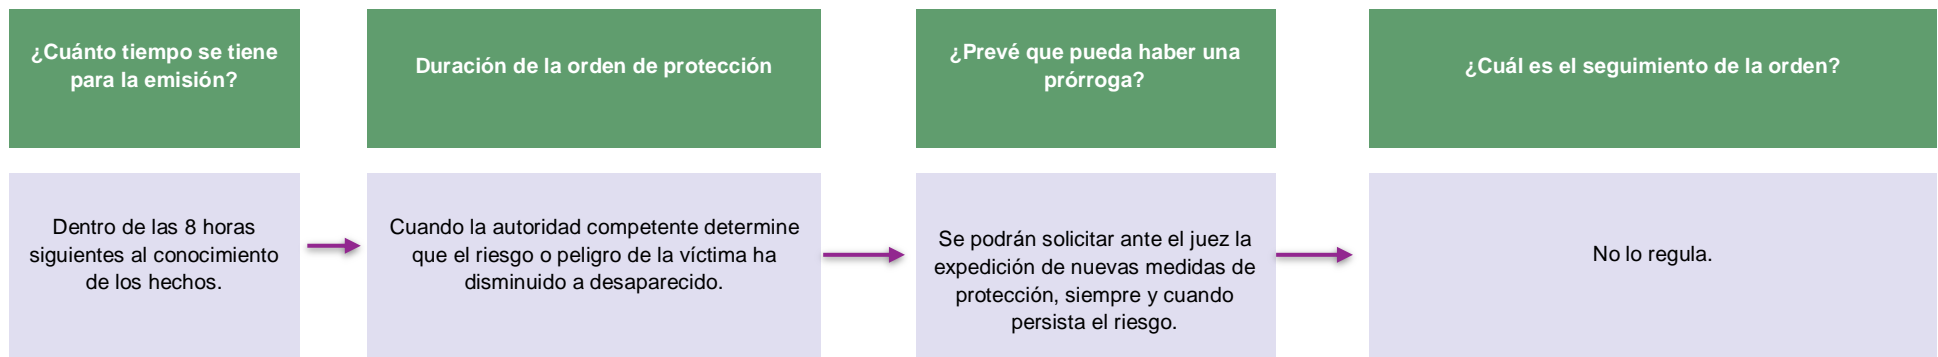 ¿Cuánto tiempo se tiene
para la emisión?
Duración de la orden de protección
¿Prevé que pueda haber una
prórroga?
¿Cuál es el seguimiento de la orden?
Dentro de las 8 horas
siguientes al conocimiento
de los hechos.
Cuando la autoridad competente determine
que el riesgo o peligro de la víctima ha
disminuido a desaparecido.
Se podrán solicitar ante el juez la
expedición de nuevas medidas de
protección, siempre y cuando
persista el riesgo.
No lo regula.